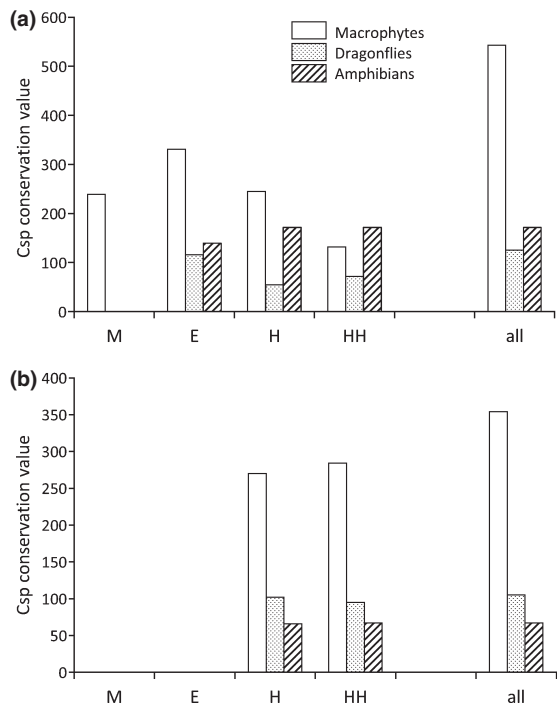 (a)
600
500
400
300
200
100
0
Csp conservation value
Macrophytes
Dragonflies
Amphibians
M E H HH all
(b)
400
350
300
250
200
150
100
50
0
Csp conservation value
M E H HH all